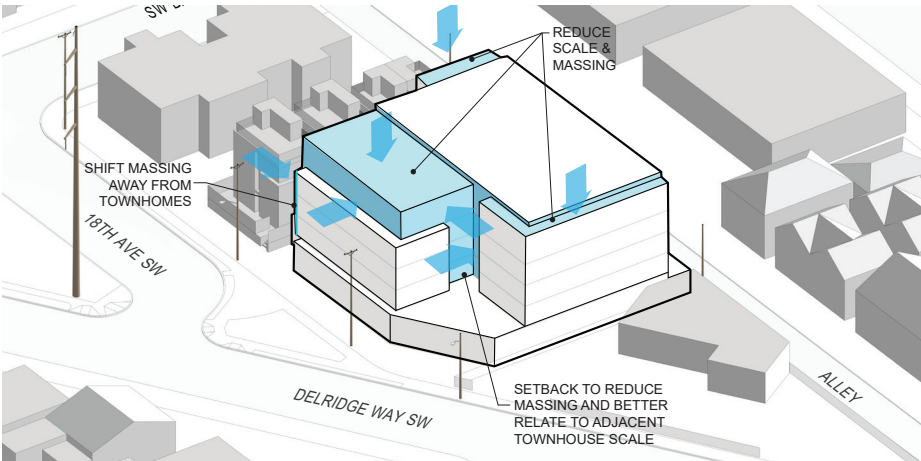 REDUCE
SCALE &
MASSING
SHIFT MASSING
AWAY FROM
TOWNHOMES
18TH AVE SW
DELRIDGE WAY SW
SETBACK TO REDUCE
MASSING AND BETTER
RELATE TO ADJACENT
TOWNHOUSE SCALE
ALLEY